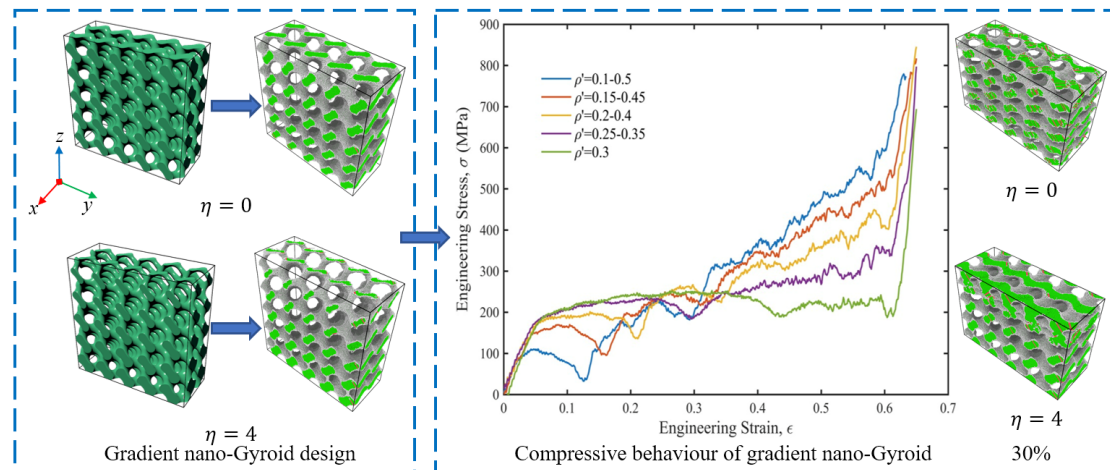 z
x
y
η = 0
η = 4
Gradient nano-Gyroid design
900
800
700
600
500
400
300
200
100
0
Engineering Stress, σ (MPa)
ρ'=0.1-0.5
ρ'=0.15-0.45
ρ'=0.2-0.4
ρ'=0.25-0.35
ρ'=0.3
0 0.1 0.2 0.3 0.4 0.5 0.6 0.7
Engineering Strain, ϵ
Compressive behaviour of gradient nano-Gyroid
η = 0
η = 4
30%